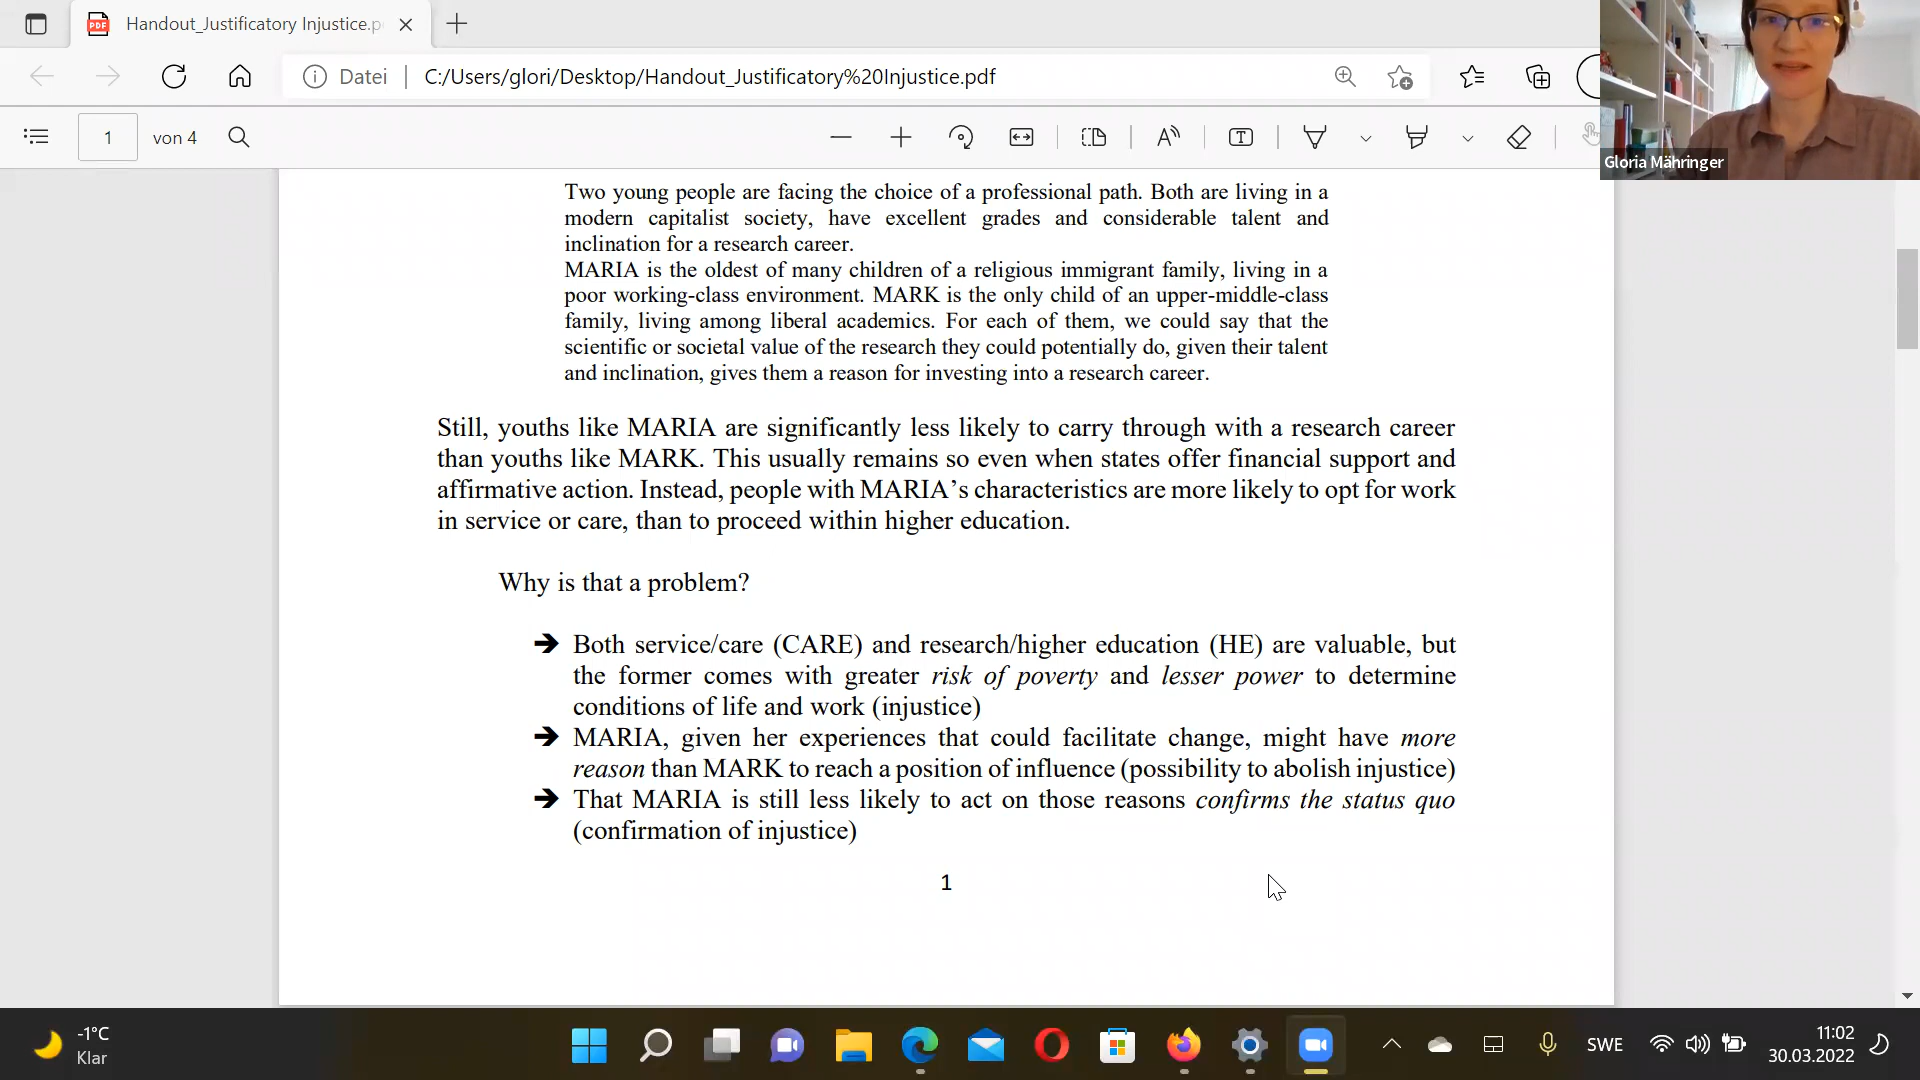 Handout_Justificatory Injustice.p
Datei
C:/Users/glori/Desktop/Handout_Justificatory%20Injustice.pdf
1
von 4
Gloria Mähringer
Two young people are facing the choice of a professional path. Both are living in a
modern capitalist society, have excellent grades and considerable talent and
inclination for a research career.
MARIA is the oldest of many children of a religious immigrant family, living in a
poor working-class environment. MARK is the only child of an upper-middle-class
family, living among liberal academics. For each of them, we could say that the
scientific or societal value of the research they could potentially do, given their talent
and inclination, gives them a reason for investing into a research career.
Still, youths like MARIA are significantly less likely to carry through with a research career
than youths like MARK. This usually remains so even when states offer financial support and
affirmative action. Instead, people with MARIA’s characteristics are more likely to opt for work
in service or care, than to proceed within higher education.
Why is that a problem?
➔ Both service/care (CARE) and research/higher education (HE) are valuable, but
the former comes with greater risk of poverty and lesser power to determine
conditions of life and work (injustice)
➔ MARIA, given her experiences that could facilitate change, might have more
reason than MARK to reach a position of influence (possibility to abolish injustice)
➔ That MARIA is still less likely to act on those reasons confirms the status quo
(confirmation of injustice)
1
-1°C
Klar
SWE
11:02
30.03.2022